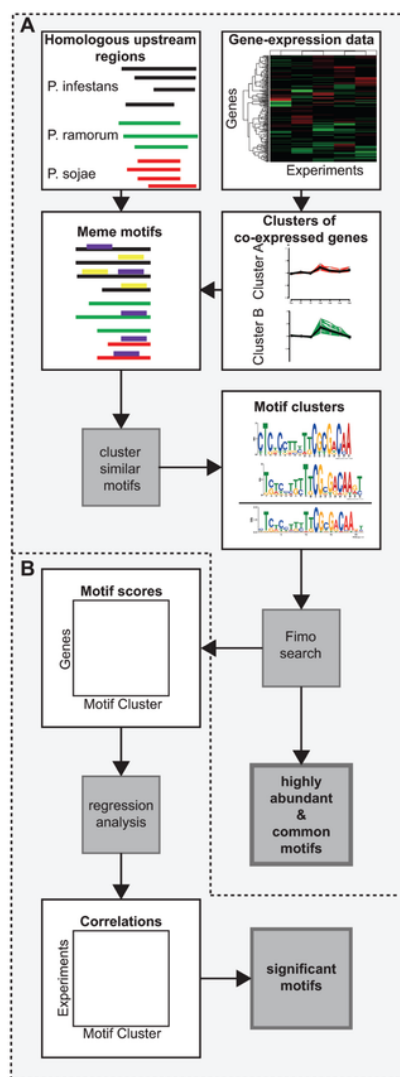 A
Homologous upstream
regions
P. infestans
P. ramorum
P. sojae
Gene-expression data
Genes
Experiments
Meme motifs
Clusters of
co-expressed genes
Cluster A
Cluster B
cluster
similar
motifs
Motif clusters
B
Motif scores
Genes
Motif Cluster
Fimo
search
regression
analysis
highly
abundant
&
common
motifs
Correlations
Experiments
Motif Cluster
significant
motifs